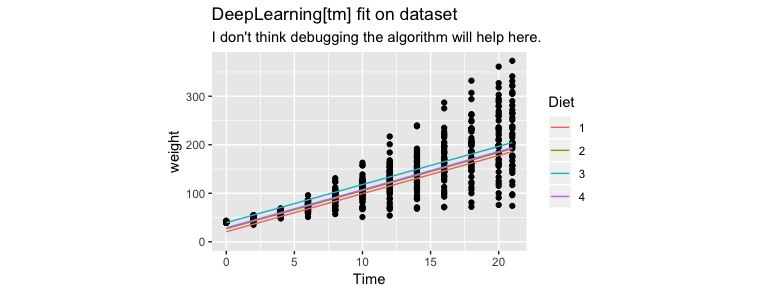 DeepLearning[tm] fit on dataset
I don't think debugging the algorithm will help here.
weight
300
200
100
0
0
5
10
15
20
Time
Diet
1
2
3
4